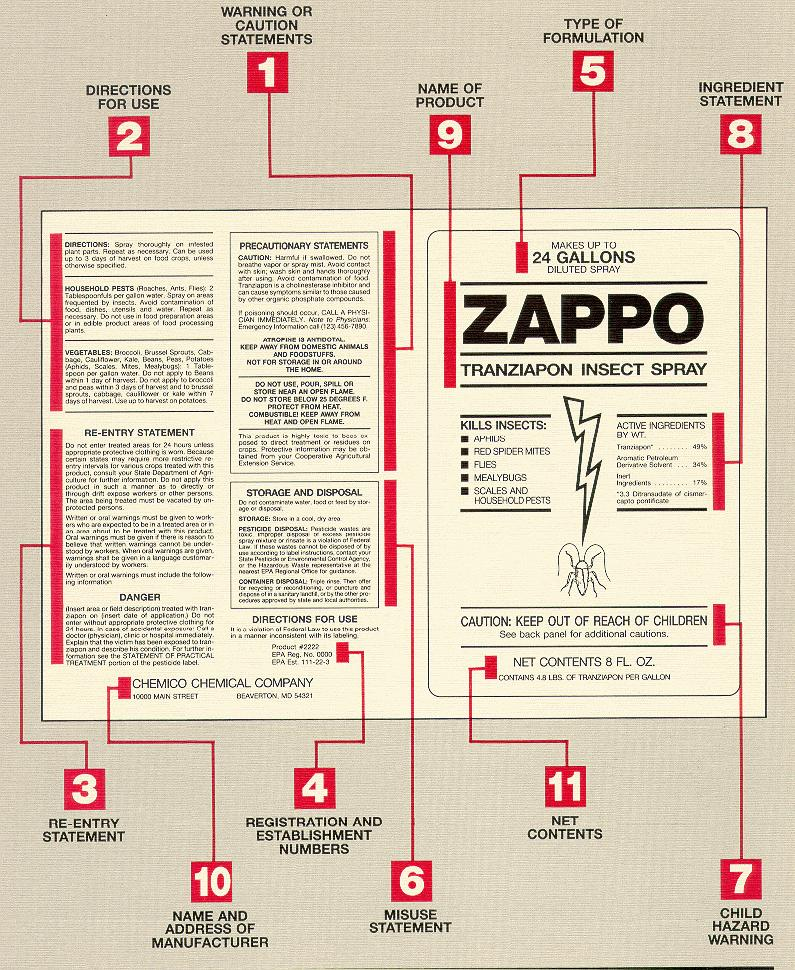 WARNING OR
CAUTION
STATEMENTS
1
TYPE OF
FORMULATION
5
DIRECTIONS
FOR USE
2
NAME OF
PRODUCT
9
INGREDIENT
STATEMENT
8
DIRECTIONS: Spray thoroughly on infested
plant parts. Repeat as necessary. Can be used
up to 3 days of harvest on food crops, unless
otherwise specified.
HOUSEHOLD PESTS (Roaches, Ants, Flies): 2
Tablespoonfuls per gallon water. Spray on areas
frequented by insects. Avoid contamination of
food, dishes, utensils and water. Repeat as
necessary. Do not use in food preparation areas
or in edible product areas of food processing
plants.
VEGETABLES: Broccoli, Brussel Sprouts, Cab-
bage, Cauliflower, Kale, Beans, Peas, Potatoes
(Aphids, Scales, Mites, Mealybugs): 1 Table-
spoon per gallon water. Do not apply to Beans
within 1 day of harvest. Do not apply to broccoli
and peas within 3 days of harvest and to brussel
sprouts, cabbage, cauliflower or kale within 7
days of harvest. Use up to harvest on potatoes.
RE-ENTRY STATEMENT
Do not enter treated areas for 24 hours unless
appropriate protective clothing is worn. Because
certain states may require more restrictive re-
entry intervals for various crops treated with this
product, consult your State Department of Agri-
culture for further information. Do not apply this
product in such a manner as to directly or
through drift expose workers or other persons.
The area being treated must be vacated by un-
protected persons.
Written or oral warnings must be given to work-
ers who are expected to be in a treated area or in
an area about to be treated with this product.
Oral warnings must be given if there is reason to
believe that written warnings cannot be under-
stood by workers. When oral warnings are given,
warnings shall be given in a language customar-
ily understood by workers.
Written or oral warnings must include the follow-
ing information
DANGER
(Insert area or field description) treated with tran-
ziapon on (insert date of application.) Do not
enter without appropriate protective clothing for
24 hours. In case of accidental exposure: Call a
doctor (physician), clinic or hospital immediately.
Explain that the victim has been exposed to tran-
ziapon and describe his condition. For further in-
formation see the STATEMENT OF PRACTICAL
TREATMENT portion of the pesticide label.
PRECAUTIONARY STATEMENTS
CAUTION: Harmful if swallowed. Do not
breathe vapor or spray mist. Avoid contact
with skin; wash skin and hands thoroughly
after using. Avoid contamination of food.
Tranziapon is a cholinesterase inhibitor and
can cause symptoms similar to those caused
by other organic phosphate compounds.
If poisoning should occur, CALL A PHYSI-
CIAN IMMEDIATELY. Note to Physicians:
Emergency Information call (123) 456-7890.
ATROPINE IS ANTIDOTAL.
KEEP AWAY FROM DOMESTIC ANIMALS
AND FOODSTUFFS.
NOT FOR STORAGE IN OR AROUND
THE HOME.
DO NOT USE, POUR, SPILL OR
STORE NEAR AN OPEN FLAME.
DO NOT STORE BELOW 25 DEGREES F.
PROTECT FROM HEAT.
COMBUSTIBLE! KEEP AWAY FROM
HEAT AND OPEN FLAME.
This product is highly toxic to bees ex-
posed to direct treatment or residues on
crops. Protective information may be ob-
tained from your Cooperative Agricultural
Extension Service.
STORAGE AND DISPOSAL
Do not contaminate water, food or feed by stor-
age or disposal.
STORAGE: Store in a cool, dry area.
PESTICIDE DISPOSAL: Pesticide wastes are
toxic. Improper disposal of excess pesticide
spray mixture or rinsate is a violation of Federal
Law. If these wastes cannot be disposed of by
use according to label instructions, contact your
State Pesticide or Environmental Control Agency,
or the Hazardous Waste representative at the
nearest EPA Regional Office for guidance.
CONTAINER DISPOSAL: Triple rinse. Then offer
for recycling or reconditioning, or puncture and
dispose of in a sanitary landfill, or by the other pro-
cedures approved by state and local authorities.
DIRECTIONS FOR USE
It is a violation of Federal Law to use this product
in a manner inconsistent with its labeling.
Product #2222
EPA Reg. No. 0000
EPA Est. 111-22-3
CHEMICO CHEMICAL COMPANY
10000 MAIN STREET BEAVERTON, MD 54321
MAKES UP TO
24 GALLONS
DILUTED SPRAY
ZAPPO
TRANZIAPON INSECT SPRAY
KILLS INSECTS:
APHIDS
RED SPIDER MITES
FLIES
MEALYBUGS
SCALES AND
HOUSEHOLD PESTS
ACTIVE INGREDIENTS
BY WT.
Tranziapon* ........ 49%
Aromatic Petroleum
Derivative Solvent .... 34%
Inert
Ingredients ......... 17%
*3.3 Ditransudate of cismer-
capto pontificate
CAUTION: KEEP OUT OF REACH OF CHILDREN
See back panel for additional cautions.
NET CONTENTS 8 FL. OZ.
CONTAINS 4.8 LBS. OF TRANZIAPON PER GALLON
3
RE-ENTRY
STATEMENT
4
REGISTRATION AND
ESTABLISHMENT
NUMBERS
11
NET
CONTENTS
10
NAME AND
ADDRESS OF
MANUFACTURER
6
MISUSE
STATEMENT
7
CHILD
HAZARD
WARNING